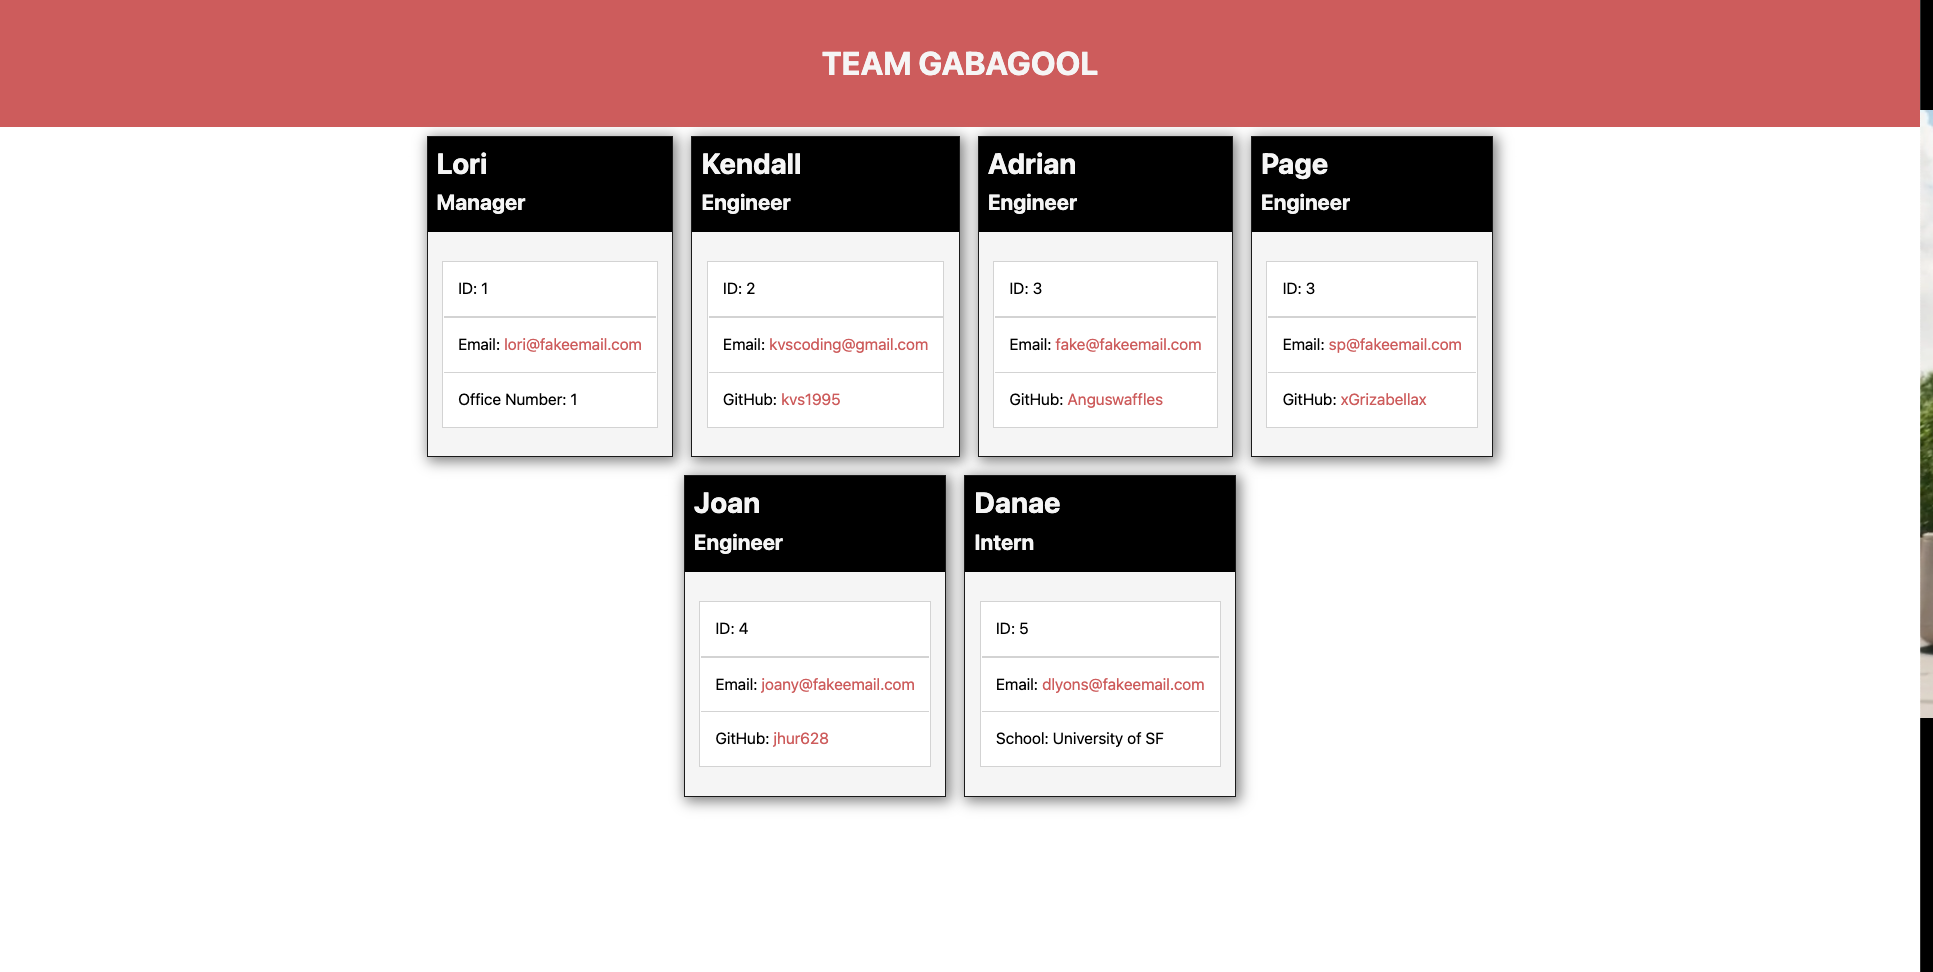 TEAM GABAGOOL
Lori
Manager
ID: 1
Email: lori@fakeemail.com
Office Number: 1
Kendall
Engineer
ID: 2
Email: kvscoding@gmail.com
GitHub: kvs1995
Adrian
Engineer
ID: 3
Email: fake@fakeemail.com
GitHub: Anguswaffles
Page
Engineer
ID: 3
Email: sp@fakeemail.com
GitHub: xGrizabellax
Joan
Engineer
ID: 4
Email: joany@fakeemail.com
GitHub: jhur628
Danae
Intern
ID: 5
Email: dlyons@fakeemail.com
School: University of SF